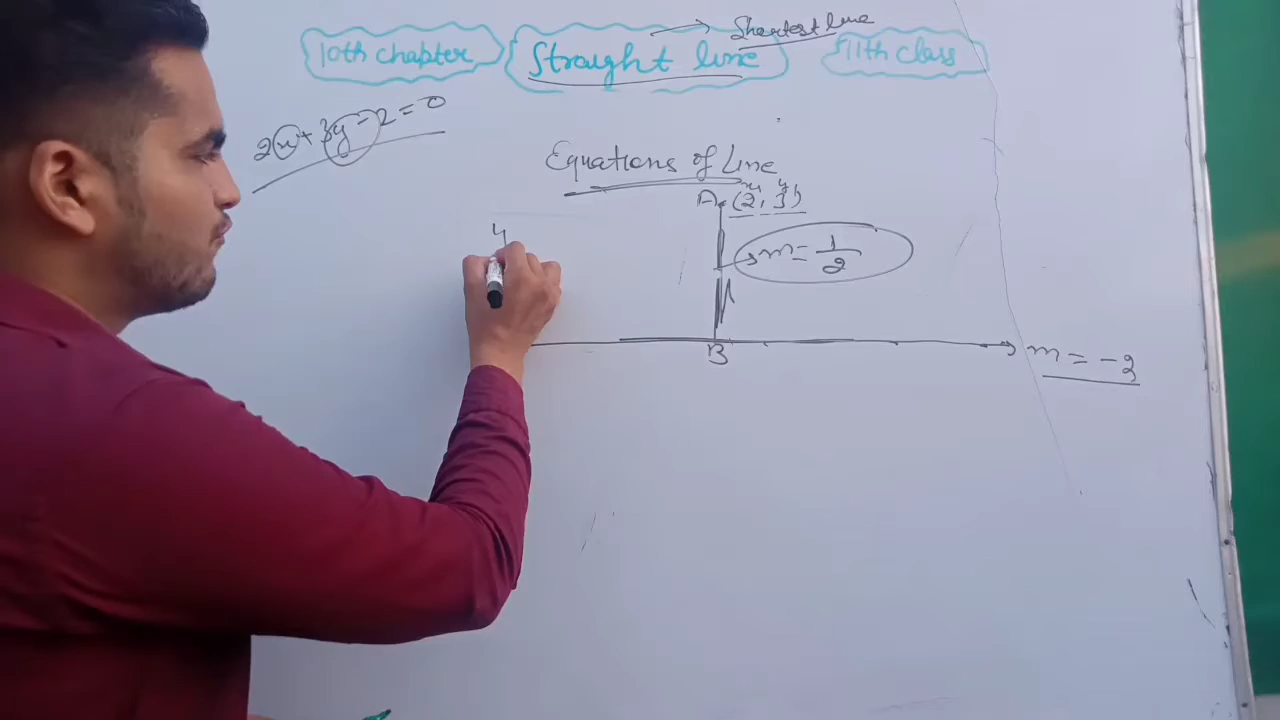 → Shortest line
10th chapter Straight line 11th class
2x + 3y - 2 = 0
Equations of Line
x y
A (2, 3)
y
m = 1/2
B
m = -2